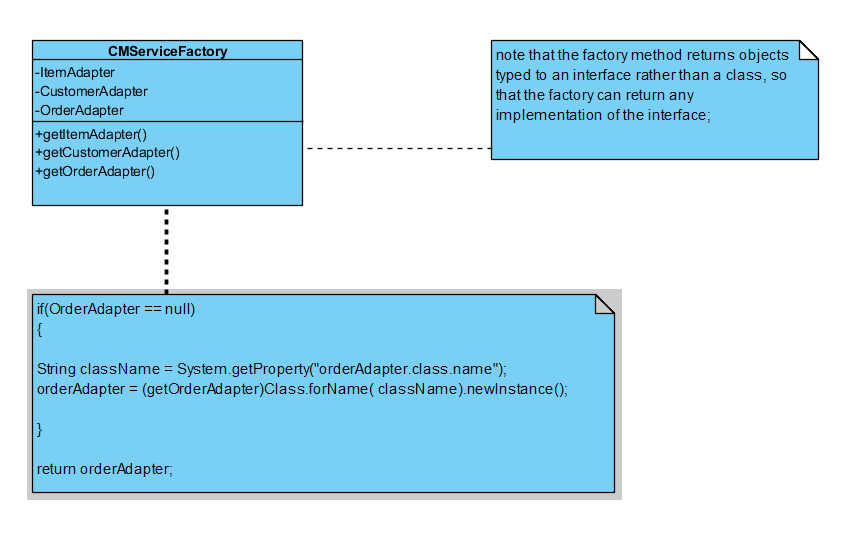 CMServiceFactory
-ItemAdapter
-CustomerAdapter
-OrderAdapter
+getItemAdapter()
+getCustomerAdapter()
+getOrderAdapter()
note that the factory method returns objects
typed to an interface rather than a class, so
that the factory can return any
implementation of the interface;
if(OrderAdapter == null)
{
String className = System.getProperty("orderAdapter.class.name");
orderAdapter = (getOrderAdapter)Class.forName( className).newInstance();
}
return orderAdapter;